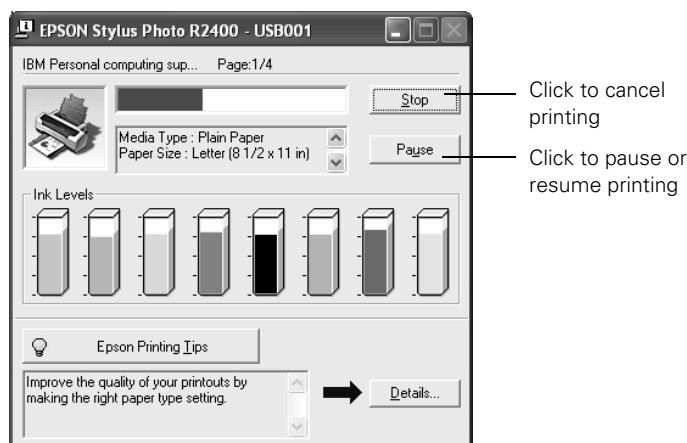 EPSON Stylus Photo R2400 - USB001
IBM Personal computing sup... Page:1/4
Stop
Media Type : Plain Paper
Paper Size : Letter (8 1/2 x 11 in)
Pause
Click to cancel
printing
Click to pause or
resume printing
Ink Levels
Epson Printing Tips
Improve the quality of your printouts by
making the right paper type setting.
Details...